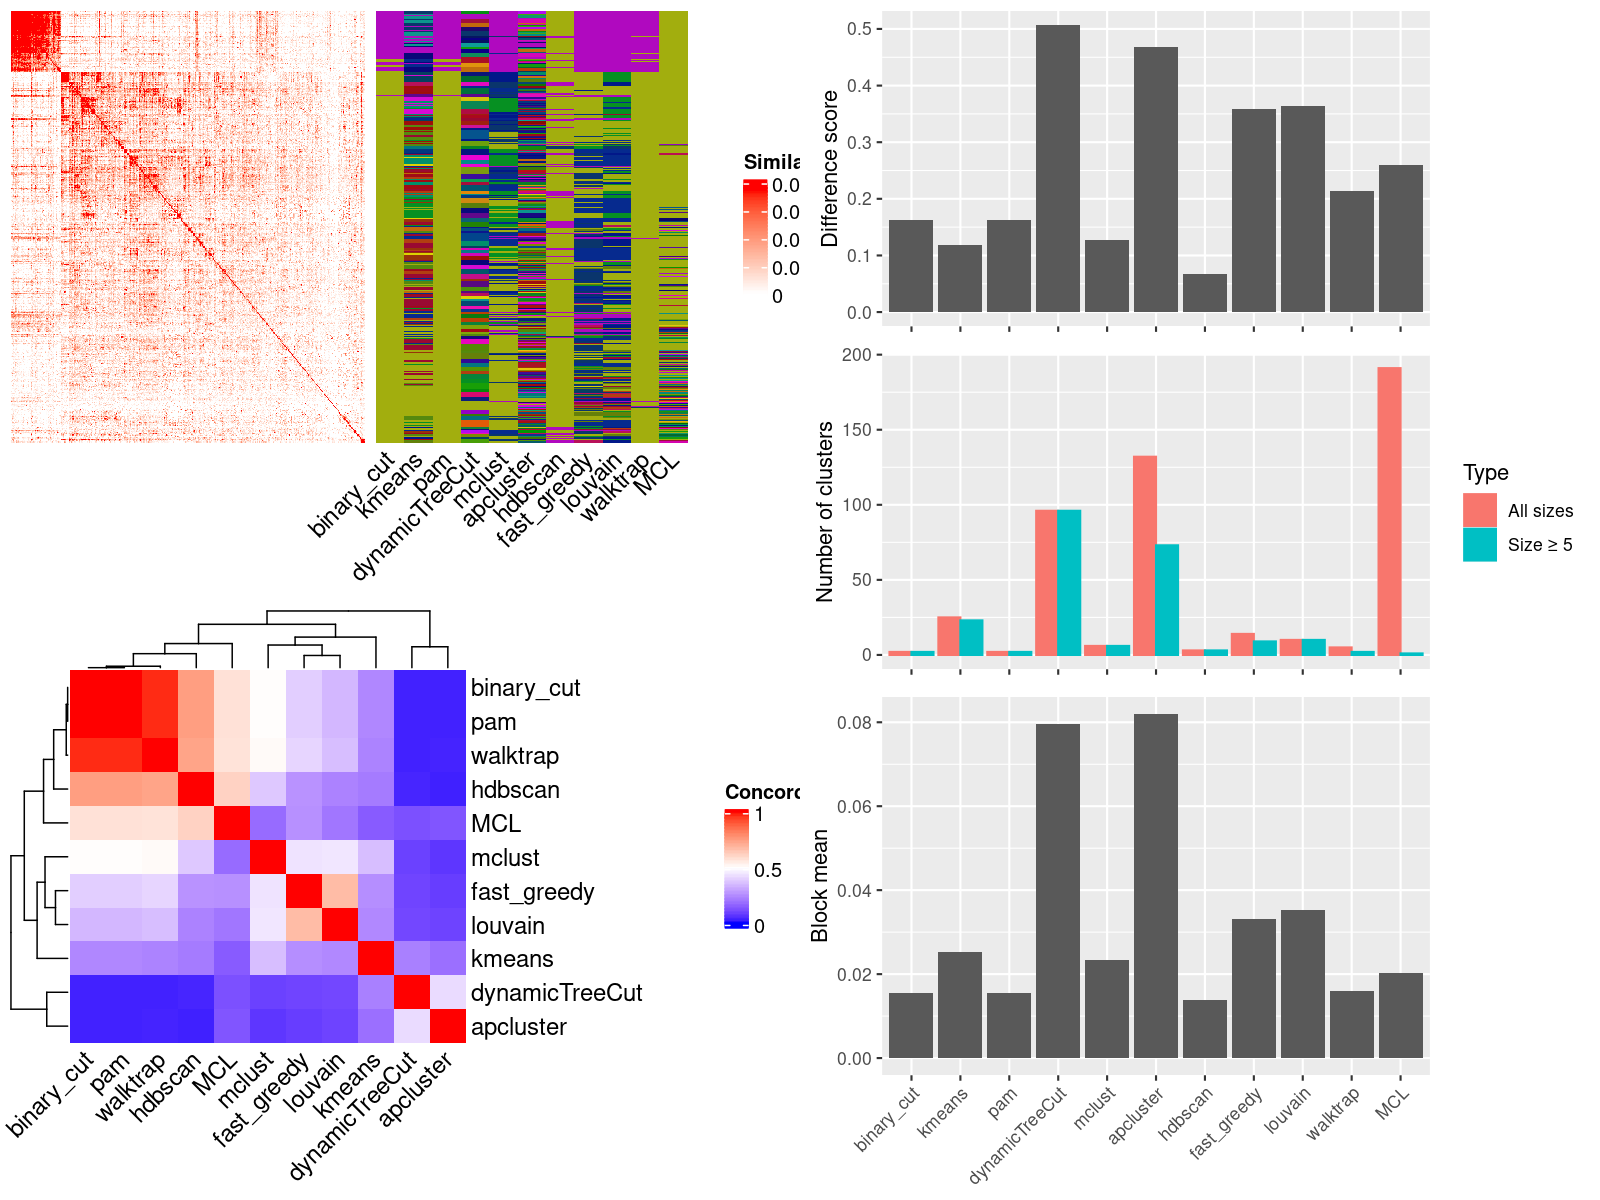 Simila
0.0
0.0
0.0
0.0
0
binary_cut
kmeans
pam
dynamicTreeCut
mclust
apcluster
hdbscan
fast_greedy
louvain
walktrap
MCL
binary_cut
pam
walktrap
hdbscan
MCL
mclust
fast_greedy
louvain
kmeans
dynamicTreeCut
apcluster
binary_cut
pam
walktrap
hdbscan
MCL
mclust
fast_greedy
louvain
kmeans
dynamicTreeCut
apcluster
Concord
1
0.5
0
Difference score
0.5
0.4
0.3
0.2
0.1
0.0
Number of clusters
200
150
100
50
0
Type
All sizes
Size ≥ 5
Block mean
0.08
0.06
0.04
0.02
0.00
binary_cut
kmeans
pam
dynamicTreeCut
mclust
apcluster
hdbscan
fast_greedy
louvain
walktrap
MCL